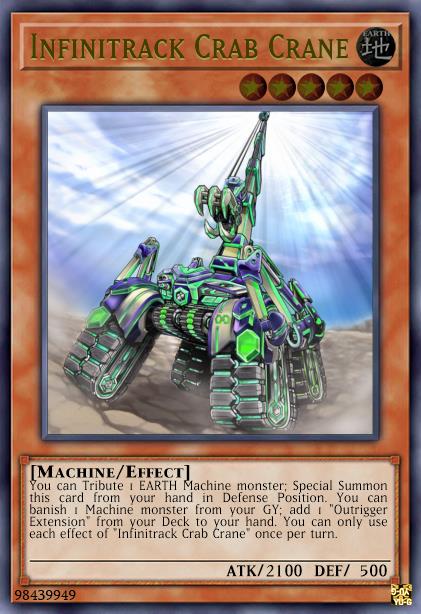 INFINITRACK CRAB CRANE
EARTH
地
[MACHINE/EFFECT]
You can Tribute 1 EARTH Machine monster; Special Summon
this card from your hand in Defense Position. You can
banish 1 Machine monster from your GY; add 1 "Outrigger
Extension" from your Deck to your hand. You can only use
each effect of "Infinitrack Crab Crane" once per turn.
ATK/2100 DEF/ 500
98439949